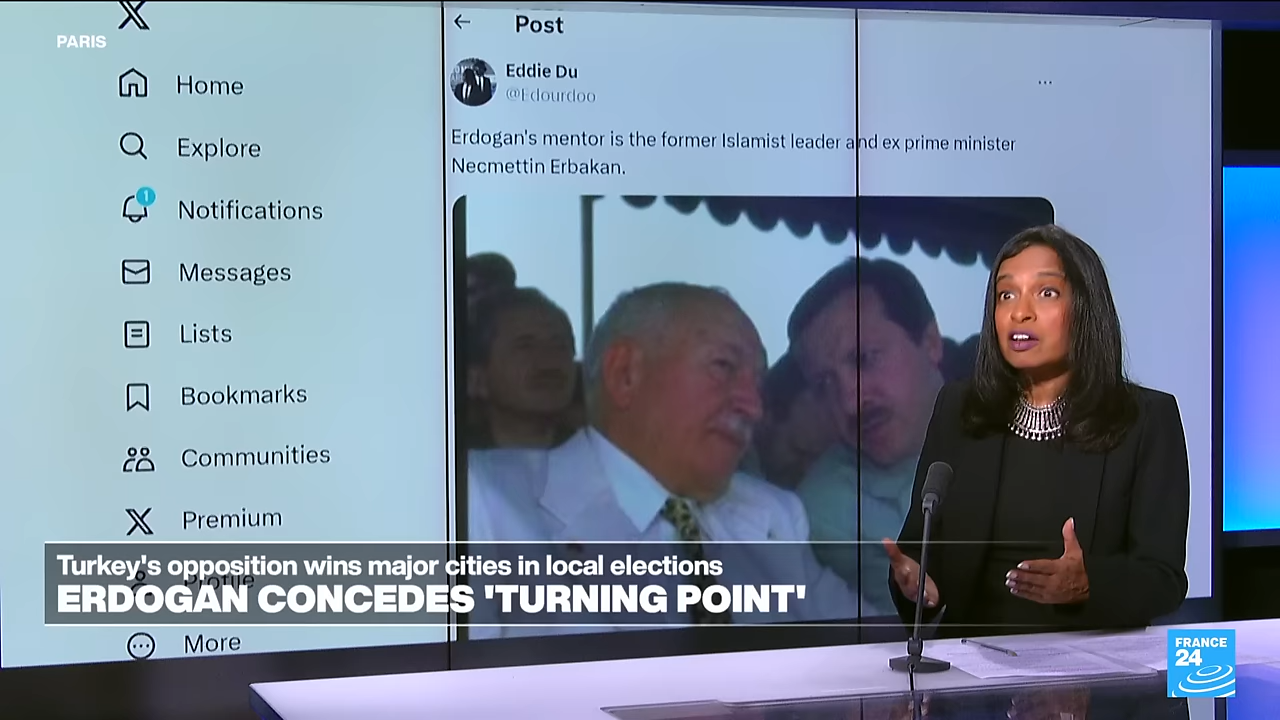 PARIS
Home
Explore
1
Notifications
Messages
Lists
Bookmarks
Communities
Premium
Profile
More
Post
Eddie Du
@Edourdoo
Erdogan's mentor is the former Islamist leader and ex prime minister
Necmettin Erbakan.
Turkey's opposition wins major cities in local elections
ERDOGAN CONCEDES 'TURNING POINT'
FRANCE
24